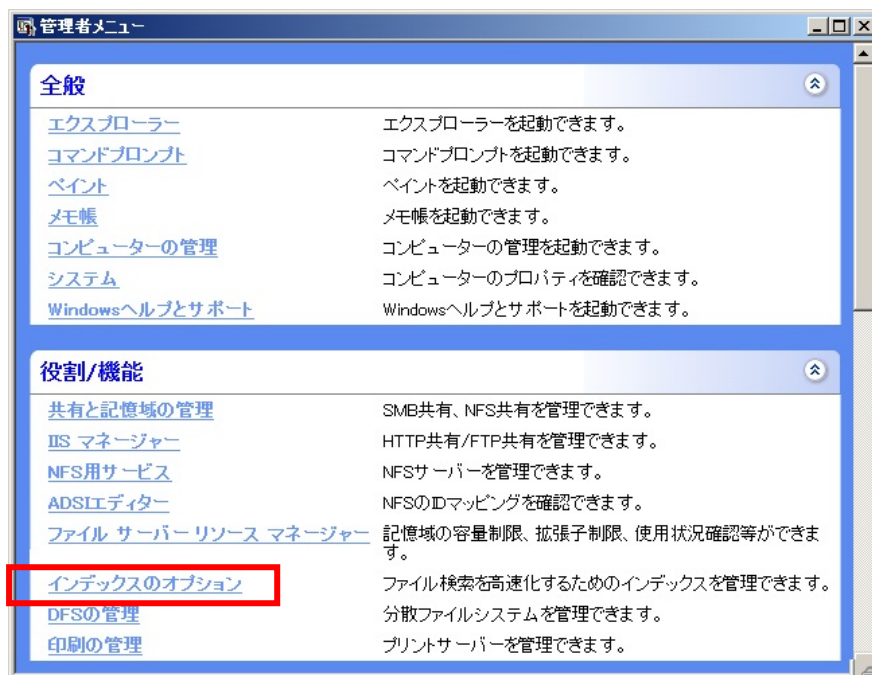 管理者メニュー
全般
エクスプローラー エクスプローラーを起動できます。
コマンドプロンプト コマンドプロンプトを起動できます。
ペイント ペイントを起動できます。
メモ帳 メモ帳を起動できます。
コンピューターの管理 コンピューターの管理を起動できます。
システム コンピューターのプロパティを確認できます。
Windowsヘルプとサポート Windowsヘルプとサポートを起動できます。
役割/機能
共有と記憶域の管理 SMB共有、NFS共有を管理できます。
IIS マネージャー HTTP共有/FTP共有を管理できます。
NFS用サービス NFSサーバーを管理できます。
ADSIエディター NFSのIDマッピングを確認できます。
ファイル サーバー リソース マネージャー 記憶域の容量制限、拡張子制限、使用状況確認等ができま
す。
インデックスのオプション ファイル検索を高速化するためのインデックスを管理できます。
DFSの管理 分散ファイルシステムを管理できます。
印刷の管理 プリントサーバーを管理できます。